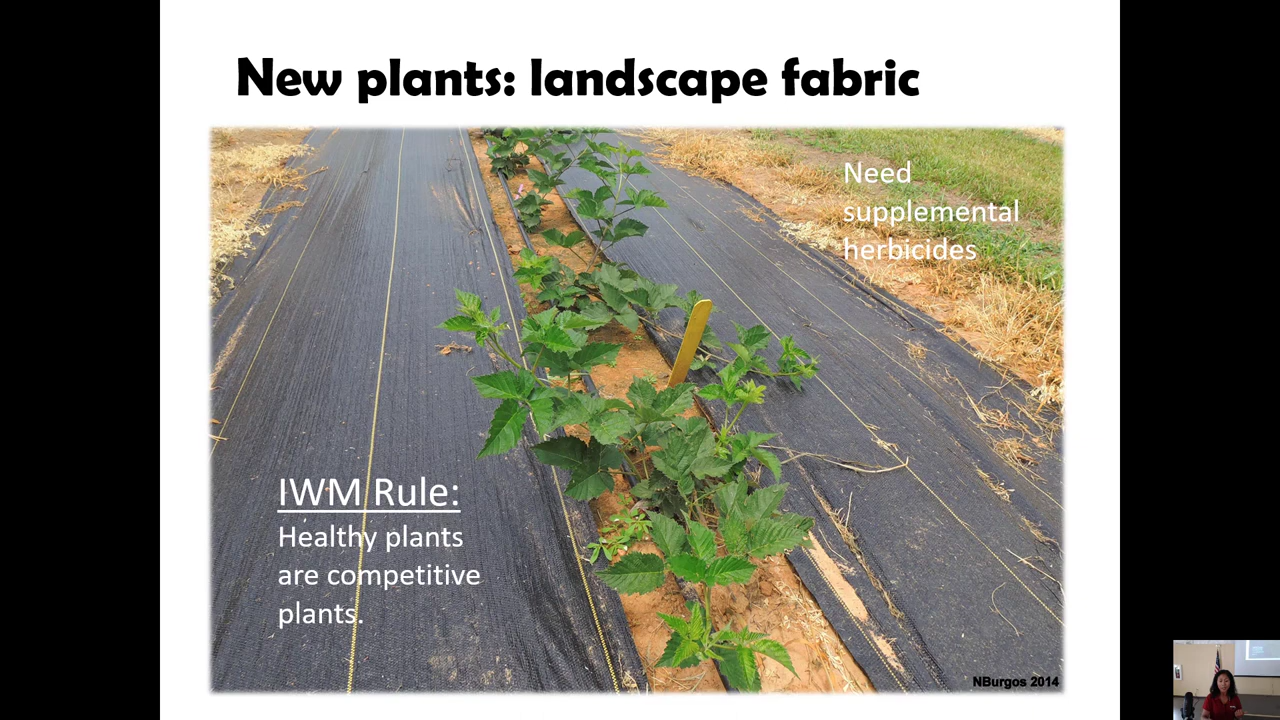 New plants: landscape fabric
Need
supplemental
herbicides
IWM Rule:
Healthy plants
are competitive
plants.
NBurgos 2014